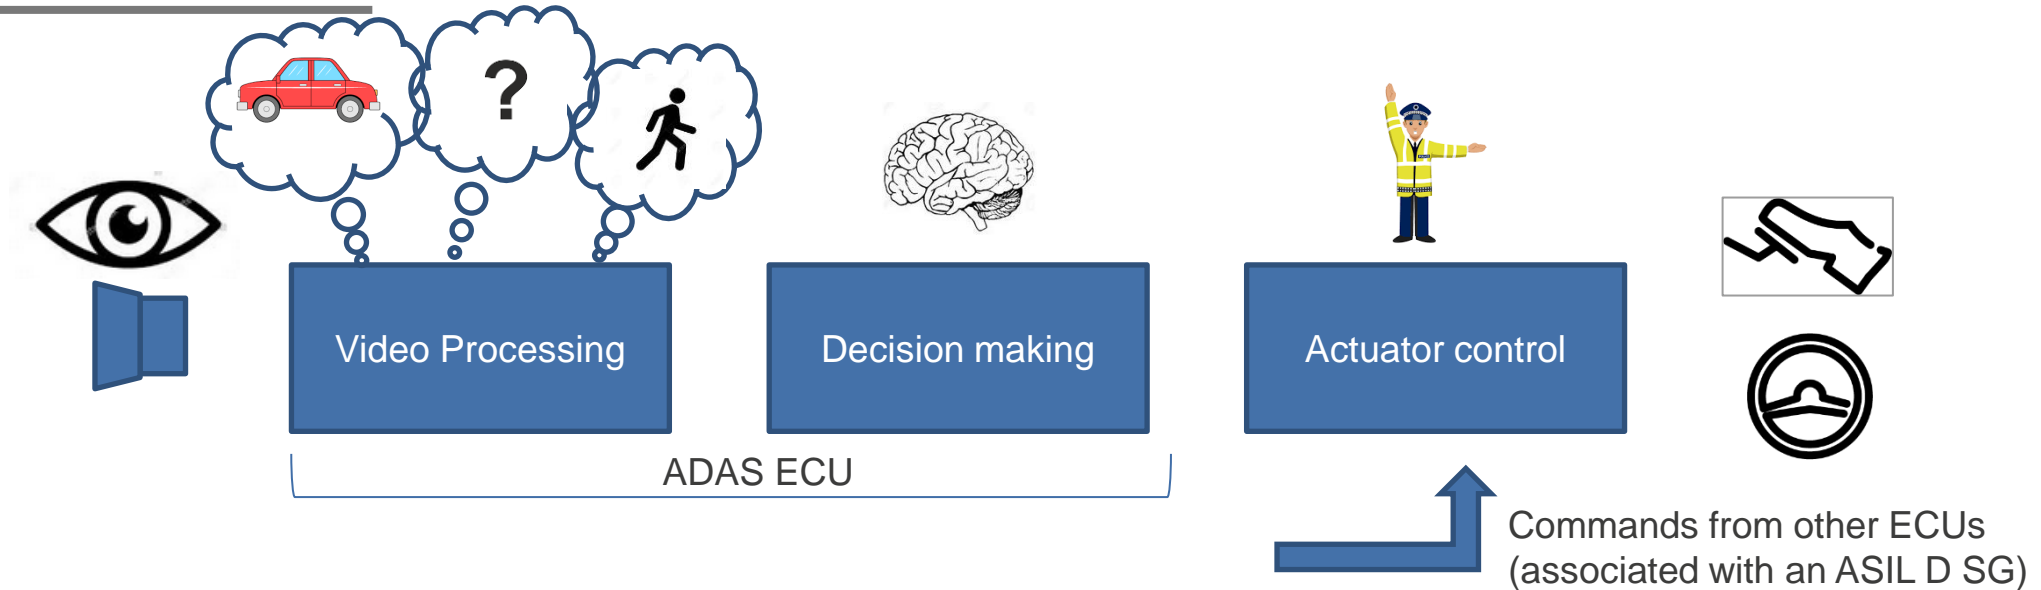 ?
Video Processing
Decision making
Actuator control
ADAS ECU
Commands from other ECUs
(associated with an ASIL D SG)